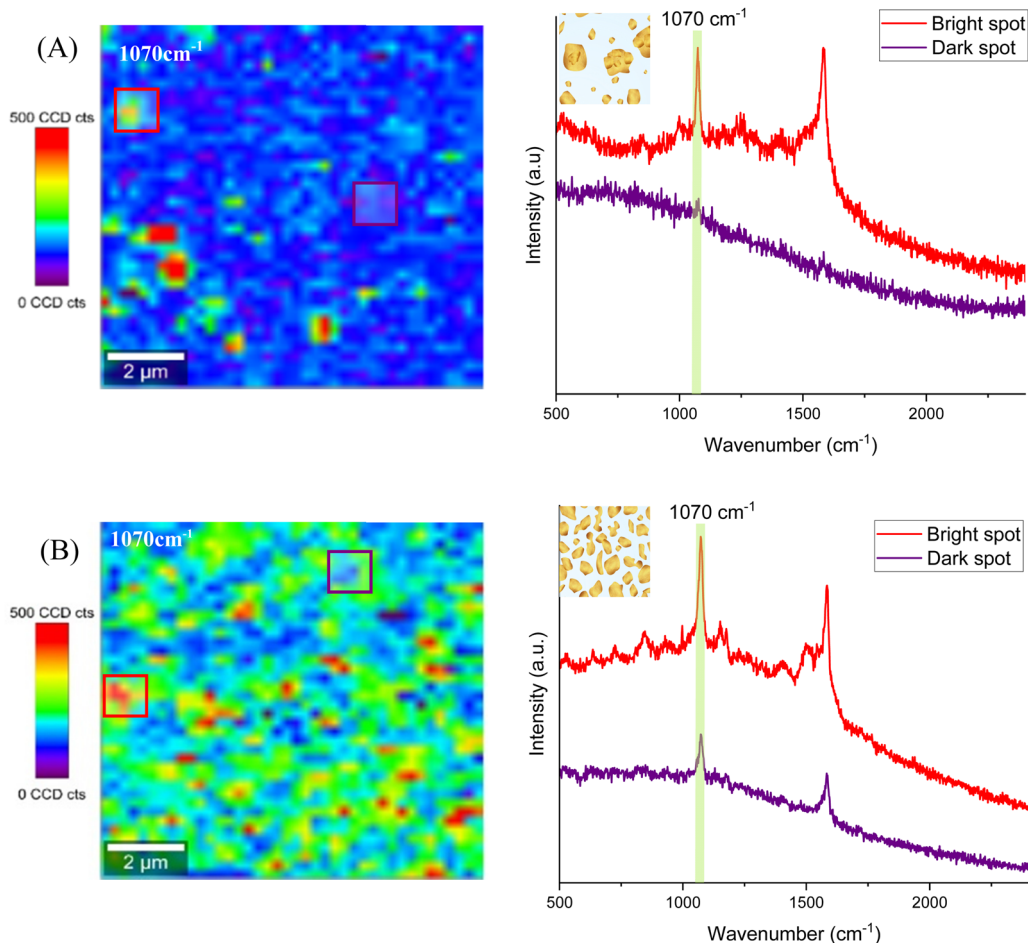 (A)
1070cm⁻¹
500 CCD cts
0 CCD cts
2 μm
1070 cm⁻¹
Bright spot
Dark spot
Intensity (a.u)
500 1000 1500 2000
Wavenumber (cm⁻¹)
(B)
1070cm⁻¹
500 CCD cts
0 CCD cts
2 μm
1070 cm⁻¹
Bright spot
Dark spot
Intensity (a.u.)
500 1000 1500 2000
Wavenumber (cm⁻¹)